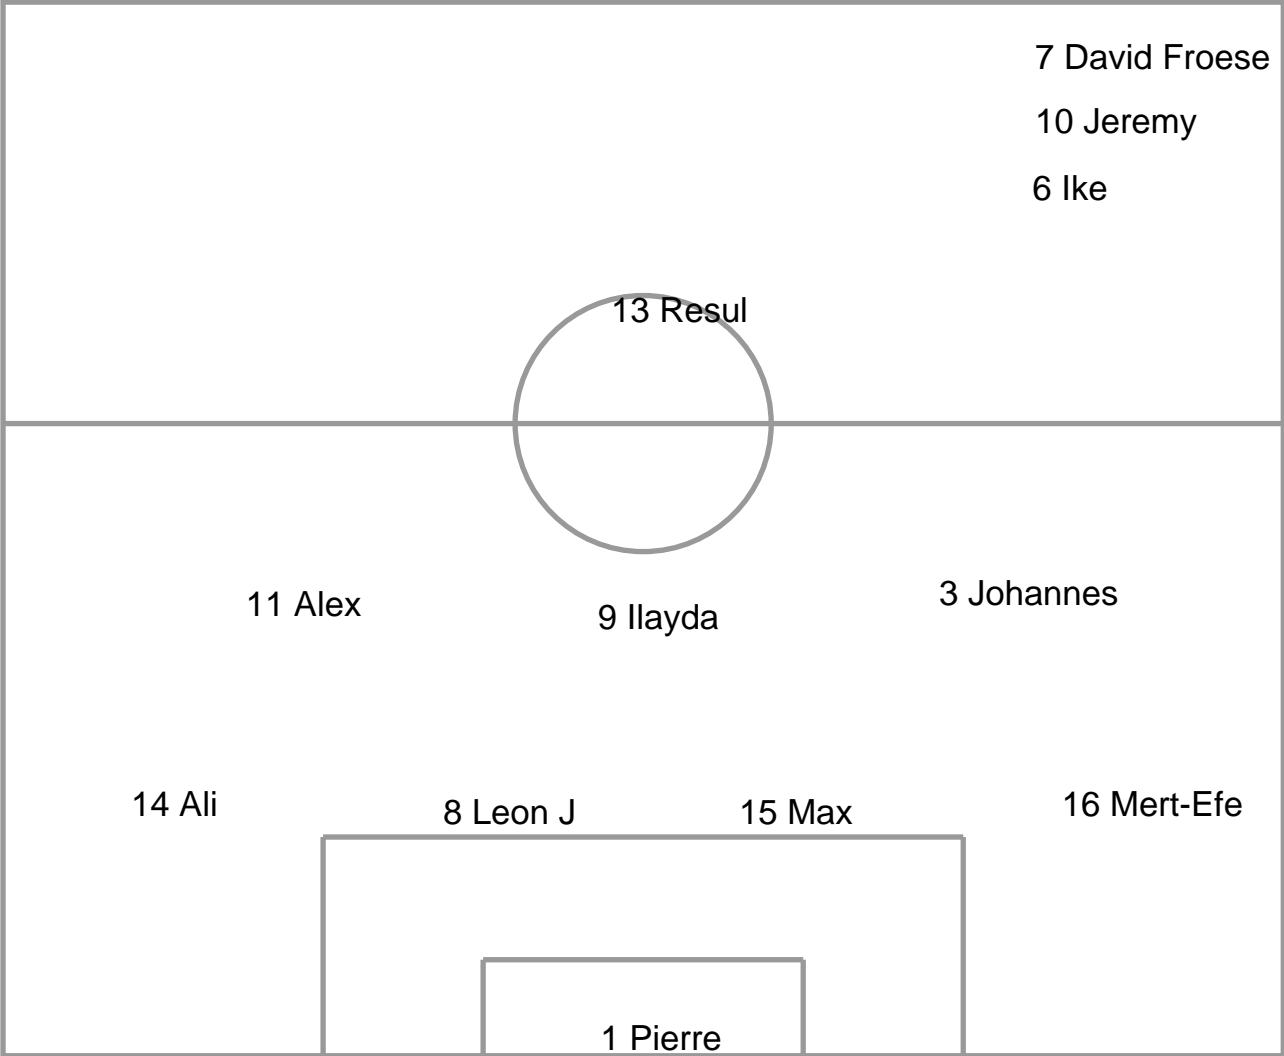 7 David Froese
10 Jeremy
6 Ike
13 Resul
11 Alex
9 Ilayda
3 Johannes
14 Ali
8 Leon J
15 Max
16 Mert-Efe
1 Pierre